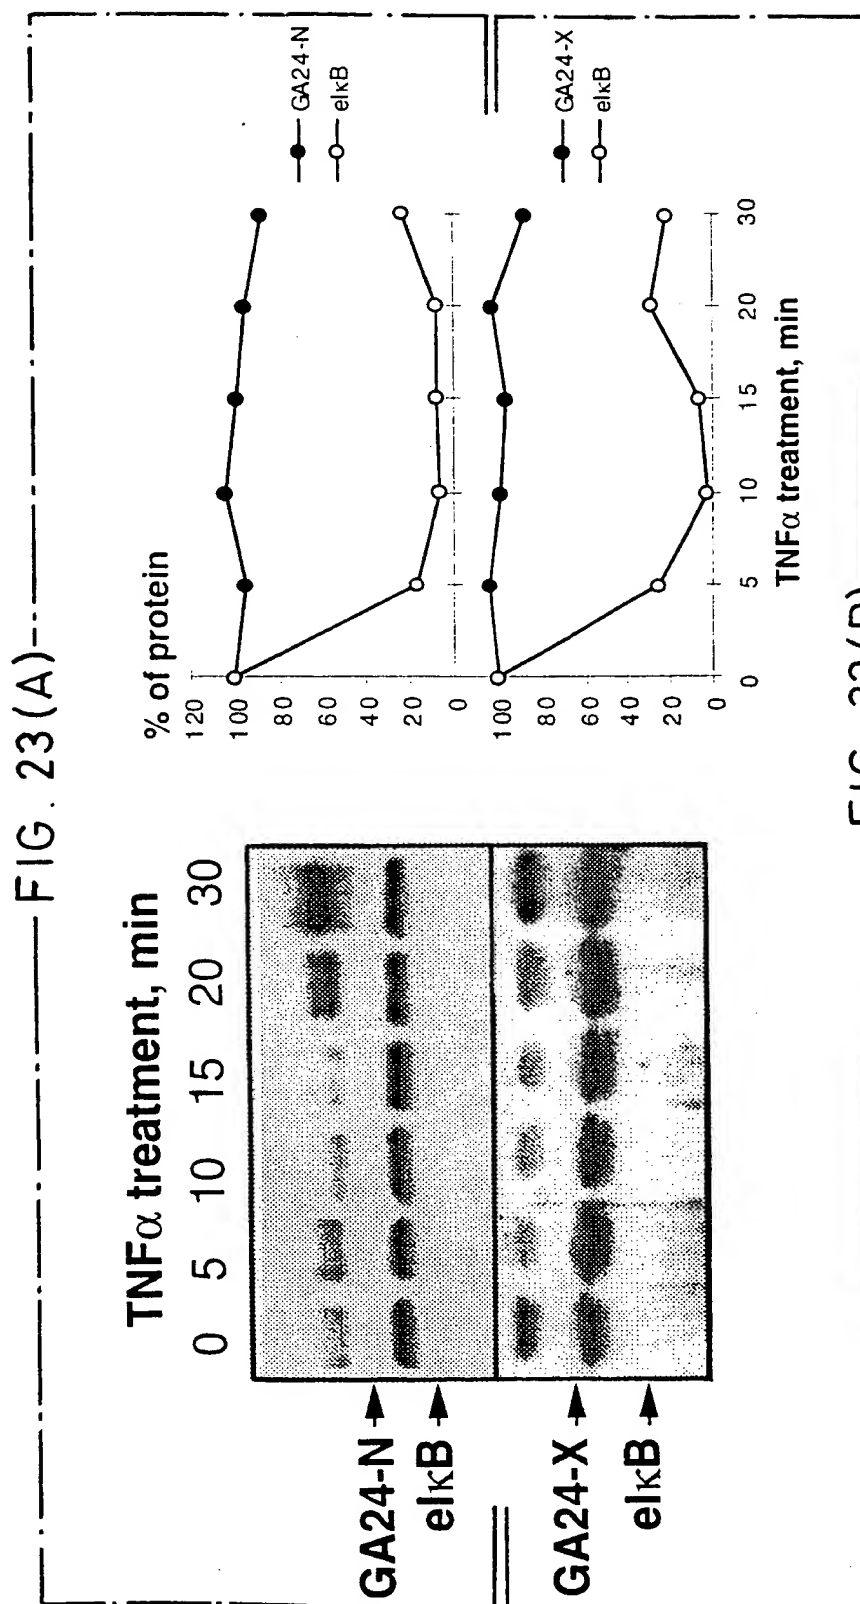 FIG. 23(A)
TNFα treatment, min
0 5 10 15 20 30
GA24-N
eIκB
GA24-X
eIκB
% of protein
120
100
80
60
40
20
0
GA24-N
eIκB
100
80
60
40
20
0
0 5 10 15 20 30
TNFα treatment, min
GA24-X
eIκB